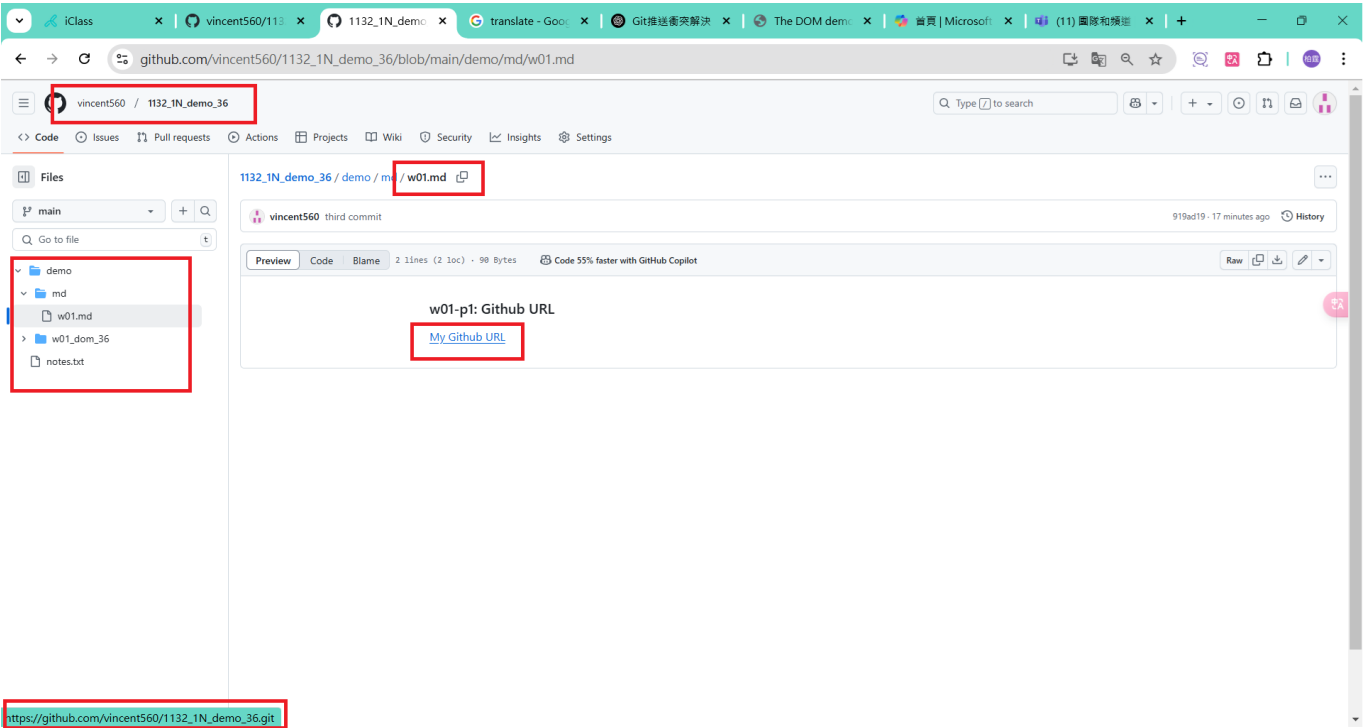 iClass
vincent560/113
1132_1N_demo
translate - Goog
Git推送衝突解決
The DOM demo
首頁 | Microsoft
(11) 團隊和頻道
github.com/vincent560/1132_1N_demo_36/blob/main/demo/md/w01.md
vincent560 / 1132_1N_demo_36
Type / to search
Code
Issues
Pull requests
Actions
Projects
Wiki
Security
Insights
Settings
Files
1132_1N_demo_36 / demo / md / w01.md
main
vincent560 third commit
919ad19 · 17 minutes ago
History
Go to file
t
Preview
Code
Blame
2 lines (2 loc) · 90 Bytes
Code 55% faster with GitHub Copilot
Raw
demo
md
w01.md
w01_dom_36
notes.txt
w01-p1: Github URL
My Github URL
https://github.com/vincent560/1132_1N_demo_36.git